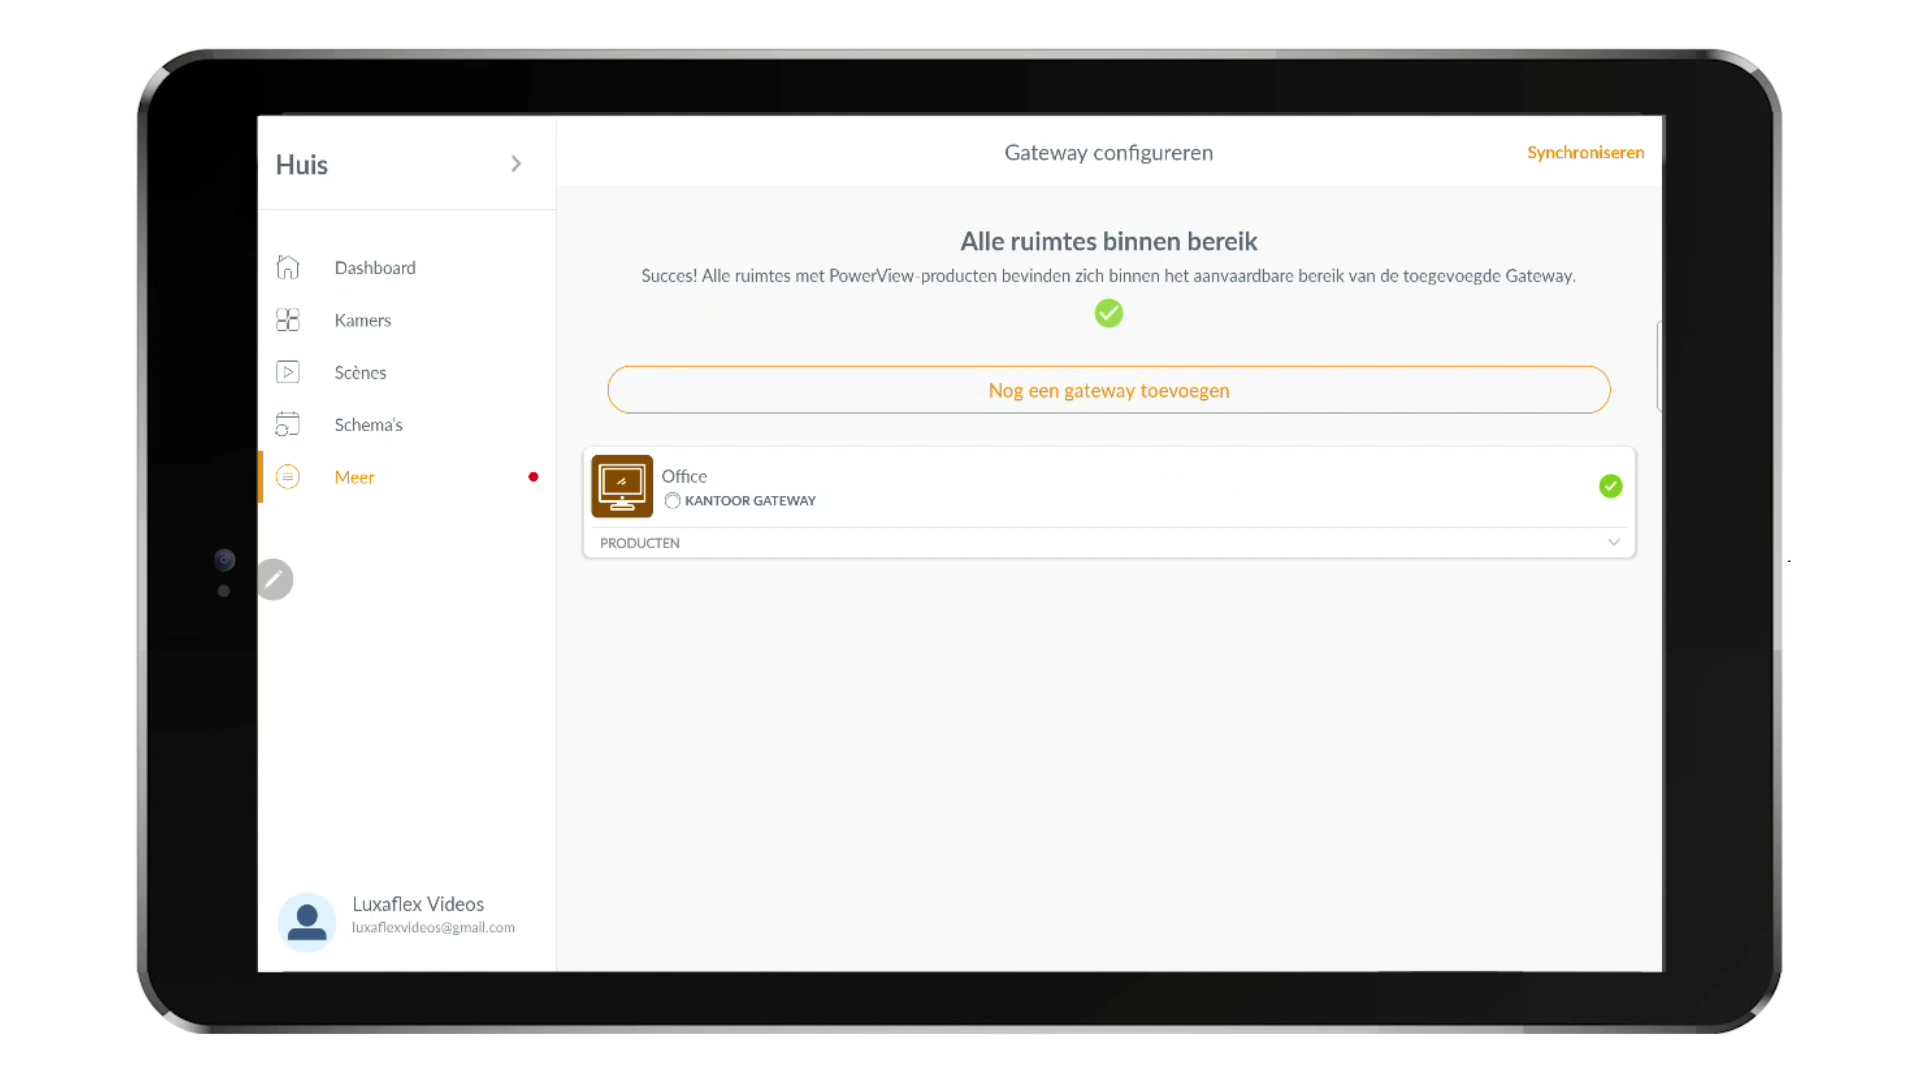 Huis
Dashboard
Kamers
Scènes
Schema's
Meer
Luxaflex Videos
luxaflexvideos@gmail.com
Gateway configureren
Synchroniseren
Alle ruimtes binnen bereik
Succes! Alle ruimtes met PowerView-producten bevinden zich binnen het aanvaardbare bereik van de toegevoegde Gateway.
Nog een gateway toevoegen
Office
KANTOOR GATEWAY
PRODUCTEN